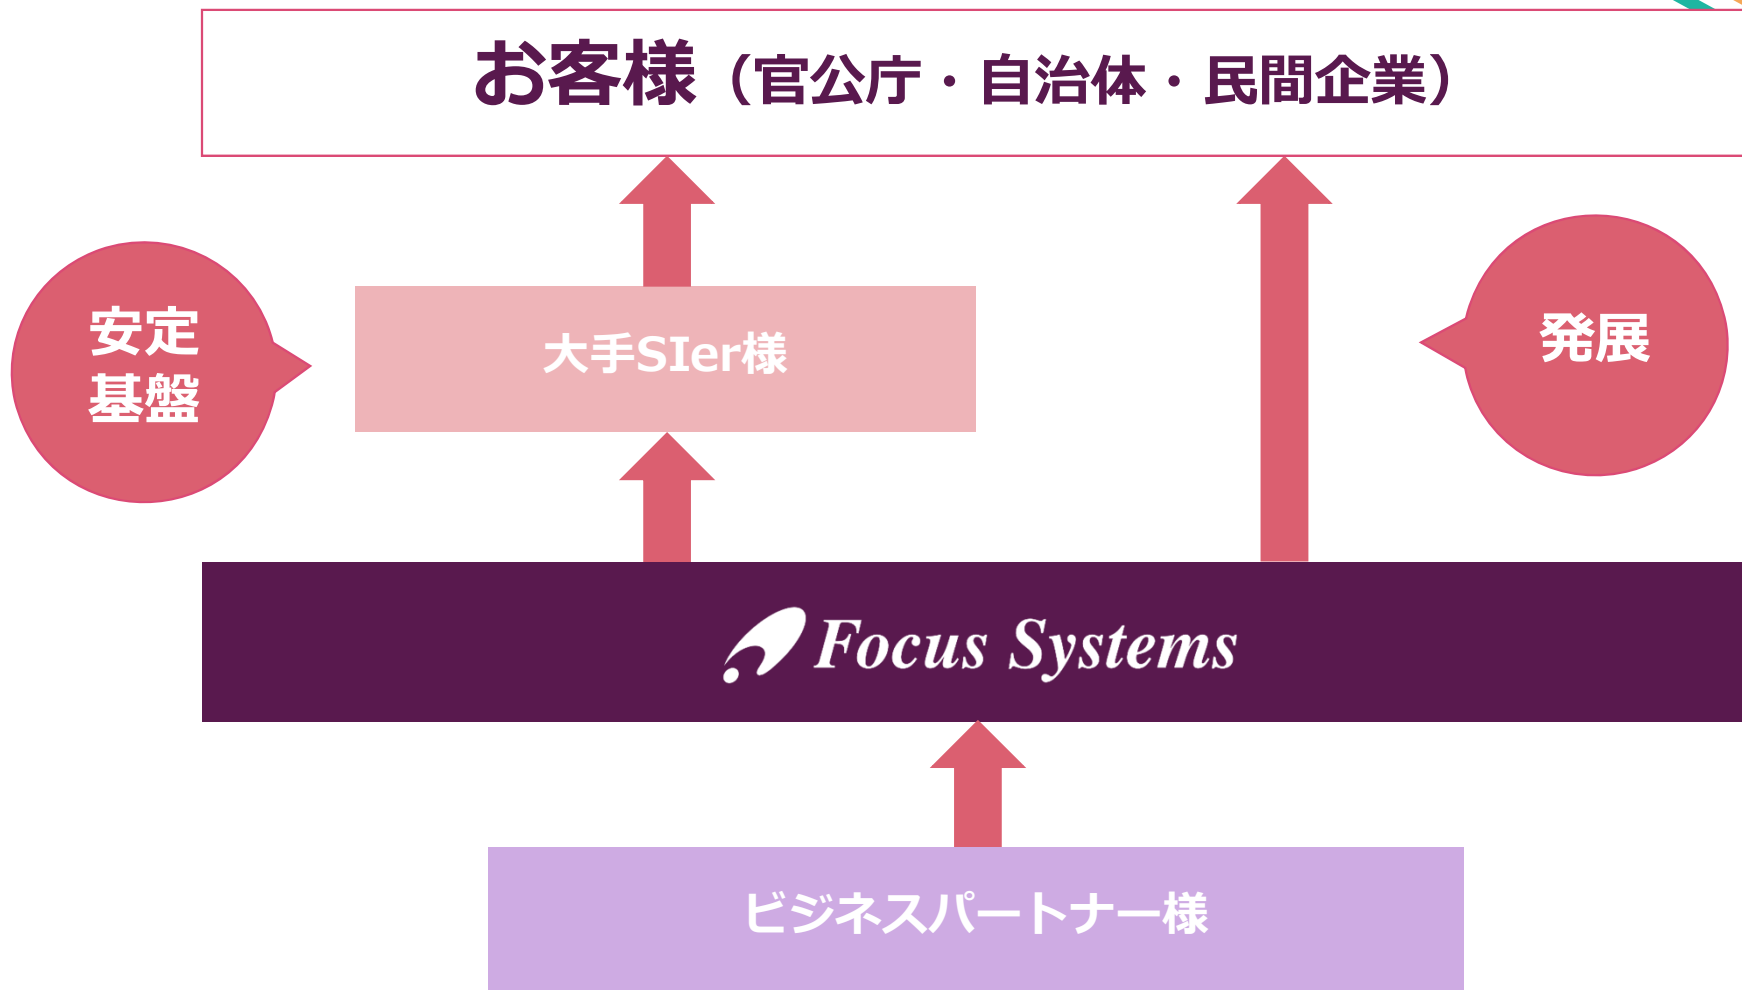 お客様（官公庁・自治体・民間企業）
安定
基盤
大手SIer様
発展
Focus Systems
ビジネスパートナー様